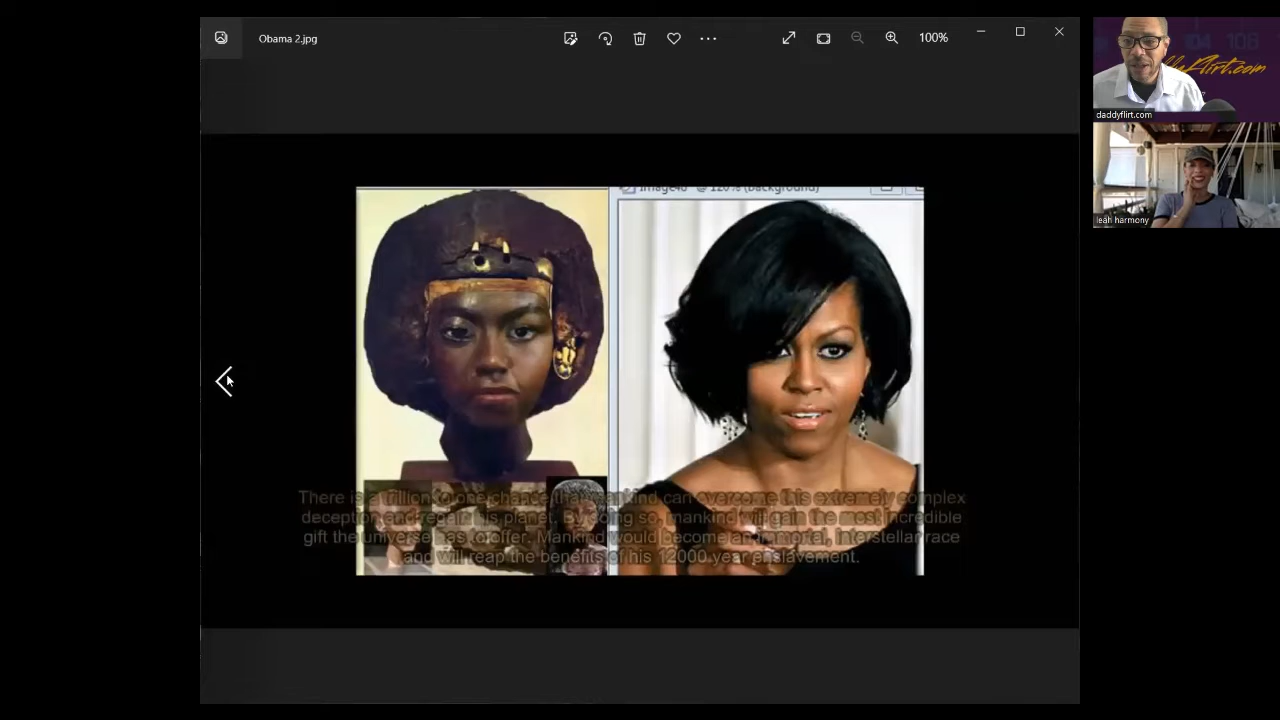 Obama 2.jpg
100%
daddyflirt.com
leah harmony
There is a trillion to one chance that mankind can overcome this extremely complex
deception and regain his planet. By doing so, mankind will gain the most incredible
gift the universe has to offer. Mankind would become an immortal, interstellar race
and will reap the benefits of his 12000 year enslavement.